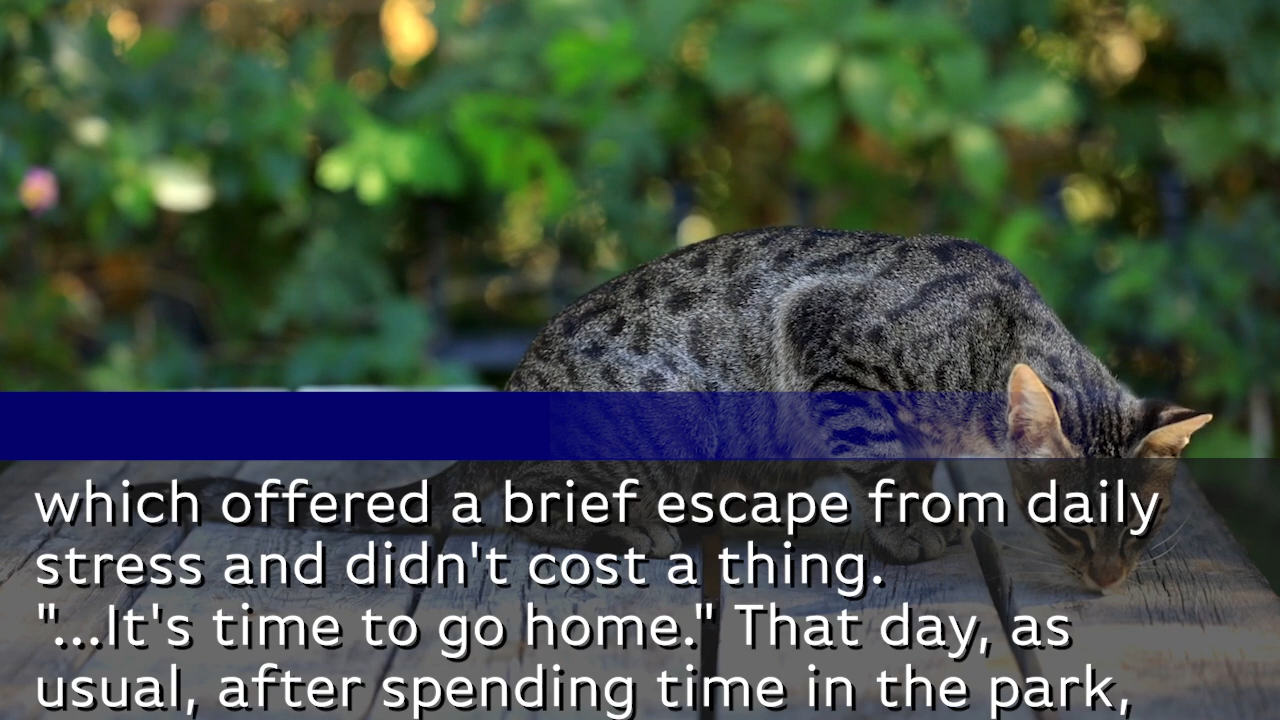 which offered a brief escape from daily
stress and didn't cost a thing.
"...It's time to go home." That day, as
usual, after spending time in the park,